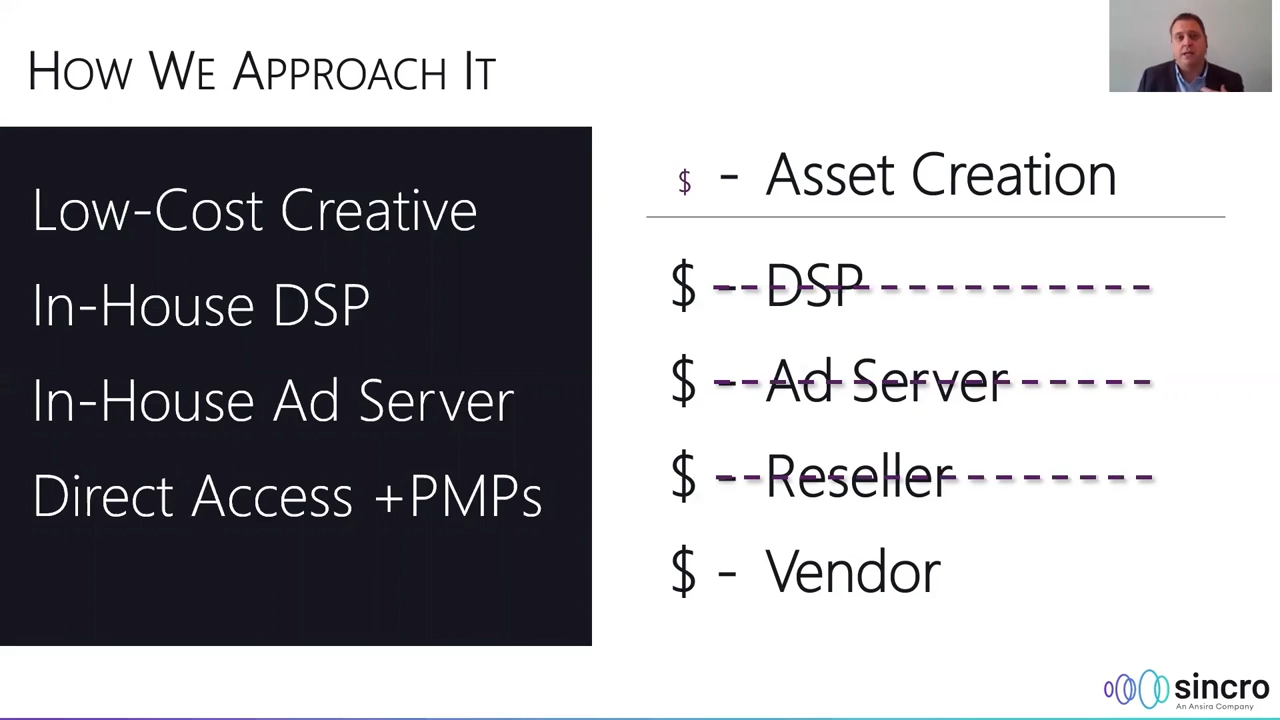 How We Approach It
Low-Cost Creative
In-House DSP
In-House Ad Server
Direct Access +PMPs
$ - Asset Creation
$ - DSP
$ - Ad Server
$ - Reseller
$ - Vendor
sincro
An Ansira Company